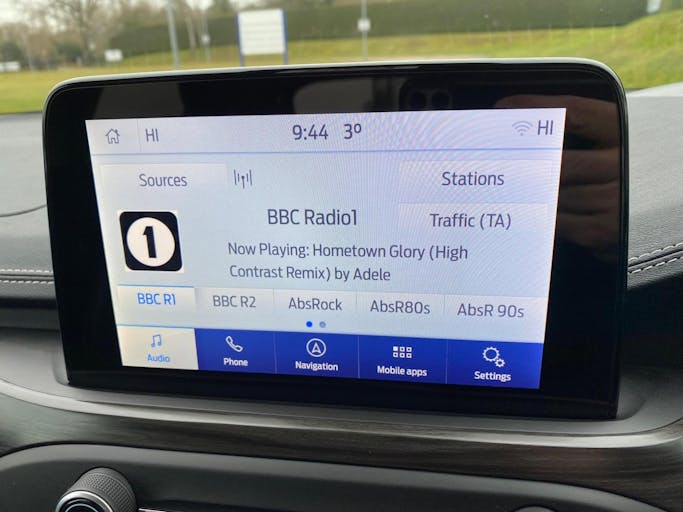 HI
9:44 3º
HI
Sources
Stations
BBC Radio1
Traffic (TA)
1
Now Playing: Hometown Glory (High
Contrast Remix) by Adele
BBC R1
BBC R2
AbsRock
AbsR80s
AbsR 90s
Audio
Phone
Navigation
Mobile apps
Settings